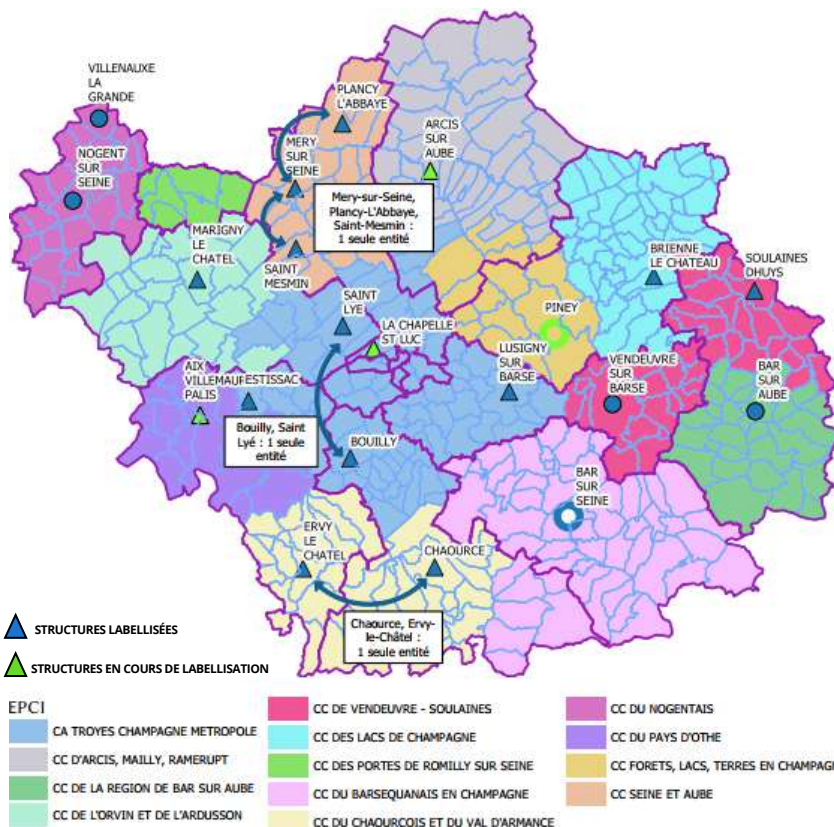 VILLENAUXE
LA
GRANDE
PLANCY
L'ABBAYE
NOGENT
SUR
SEINE
MERY
SUR
SEINE
ARCIS
SUR
AUBE
Mery-sur-Seine,
Plancy-L'Abbaye,
Saint-Mesmin :
1 seule entité
MARIGNY
LE
CHATEL
SAINT
MESMIN
BRIENNE
LE CHATEAU
SOULAINES
DHUYS
SAINT
LYE
PINEY
LA CHAPELLE
ST LUC
LUSIGNY
SUR
BARSE
VENDEUVRE
SUR
BARSE
BAR
SUR
AUBE
AIX
VILLEMAUR
PALIS
ESTISSAC
Bouilly, Saint
Lyé : 1 seule
entité
BOUILLY
BAR
SUR
SEINE
ERVY
LE
CHATEL
CHAOURCE
Chaource, Ervy-
le-Châtel :
1 seule entité
STRUCTURES LABELLISÉES
STRUCTURES EN COURS DE LABELLISATION
EPCI
CA TROYES CHAMPAGNE METROPOLE
CC D'ARCIS, MAILLY, RAMERUPT
CC DE LA REGION DE BAR SUR AUBE
CC DE L'ORVIN ET DE L'ARDUSSON
CC DE VENDEUVRE - SOULAINES
CC DES LACS DE CHAMPAGNE
CC DES PORTES DE ROMILLY SUR SEINE
CC DU BARSEQUANAIS EN CHAMPAGNE
CC DU CHAOURCOIS ET DU VAL D'ARMANCE
CC DU NOGENTAIS
CC DU PAYS D'OTHE
CC FORETS, LACS, TERRES EN CHAMPAGN
CC SEINE ET AUBE